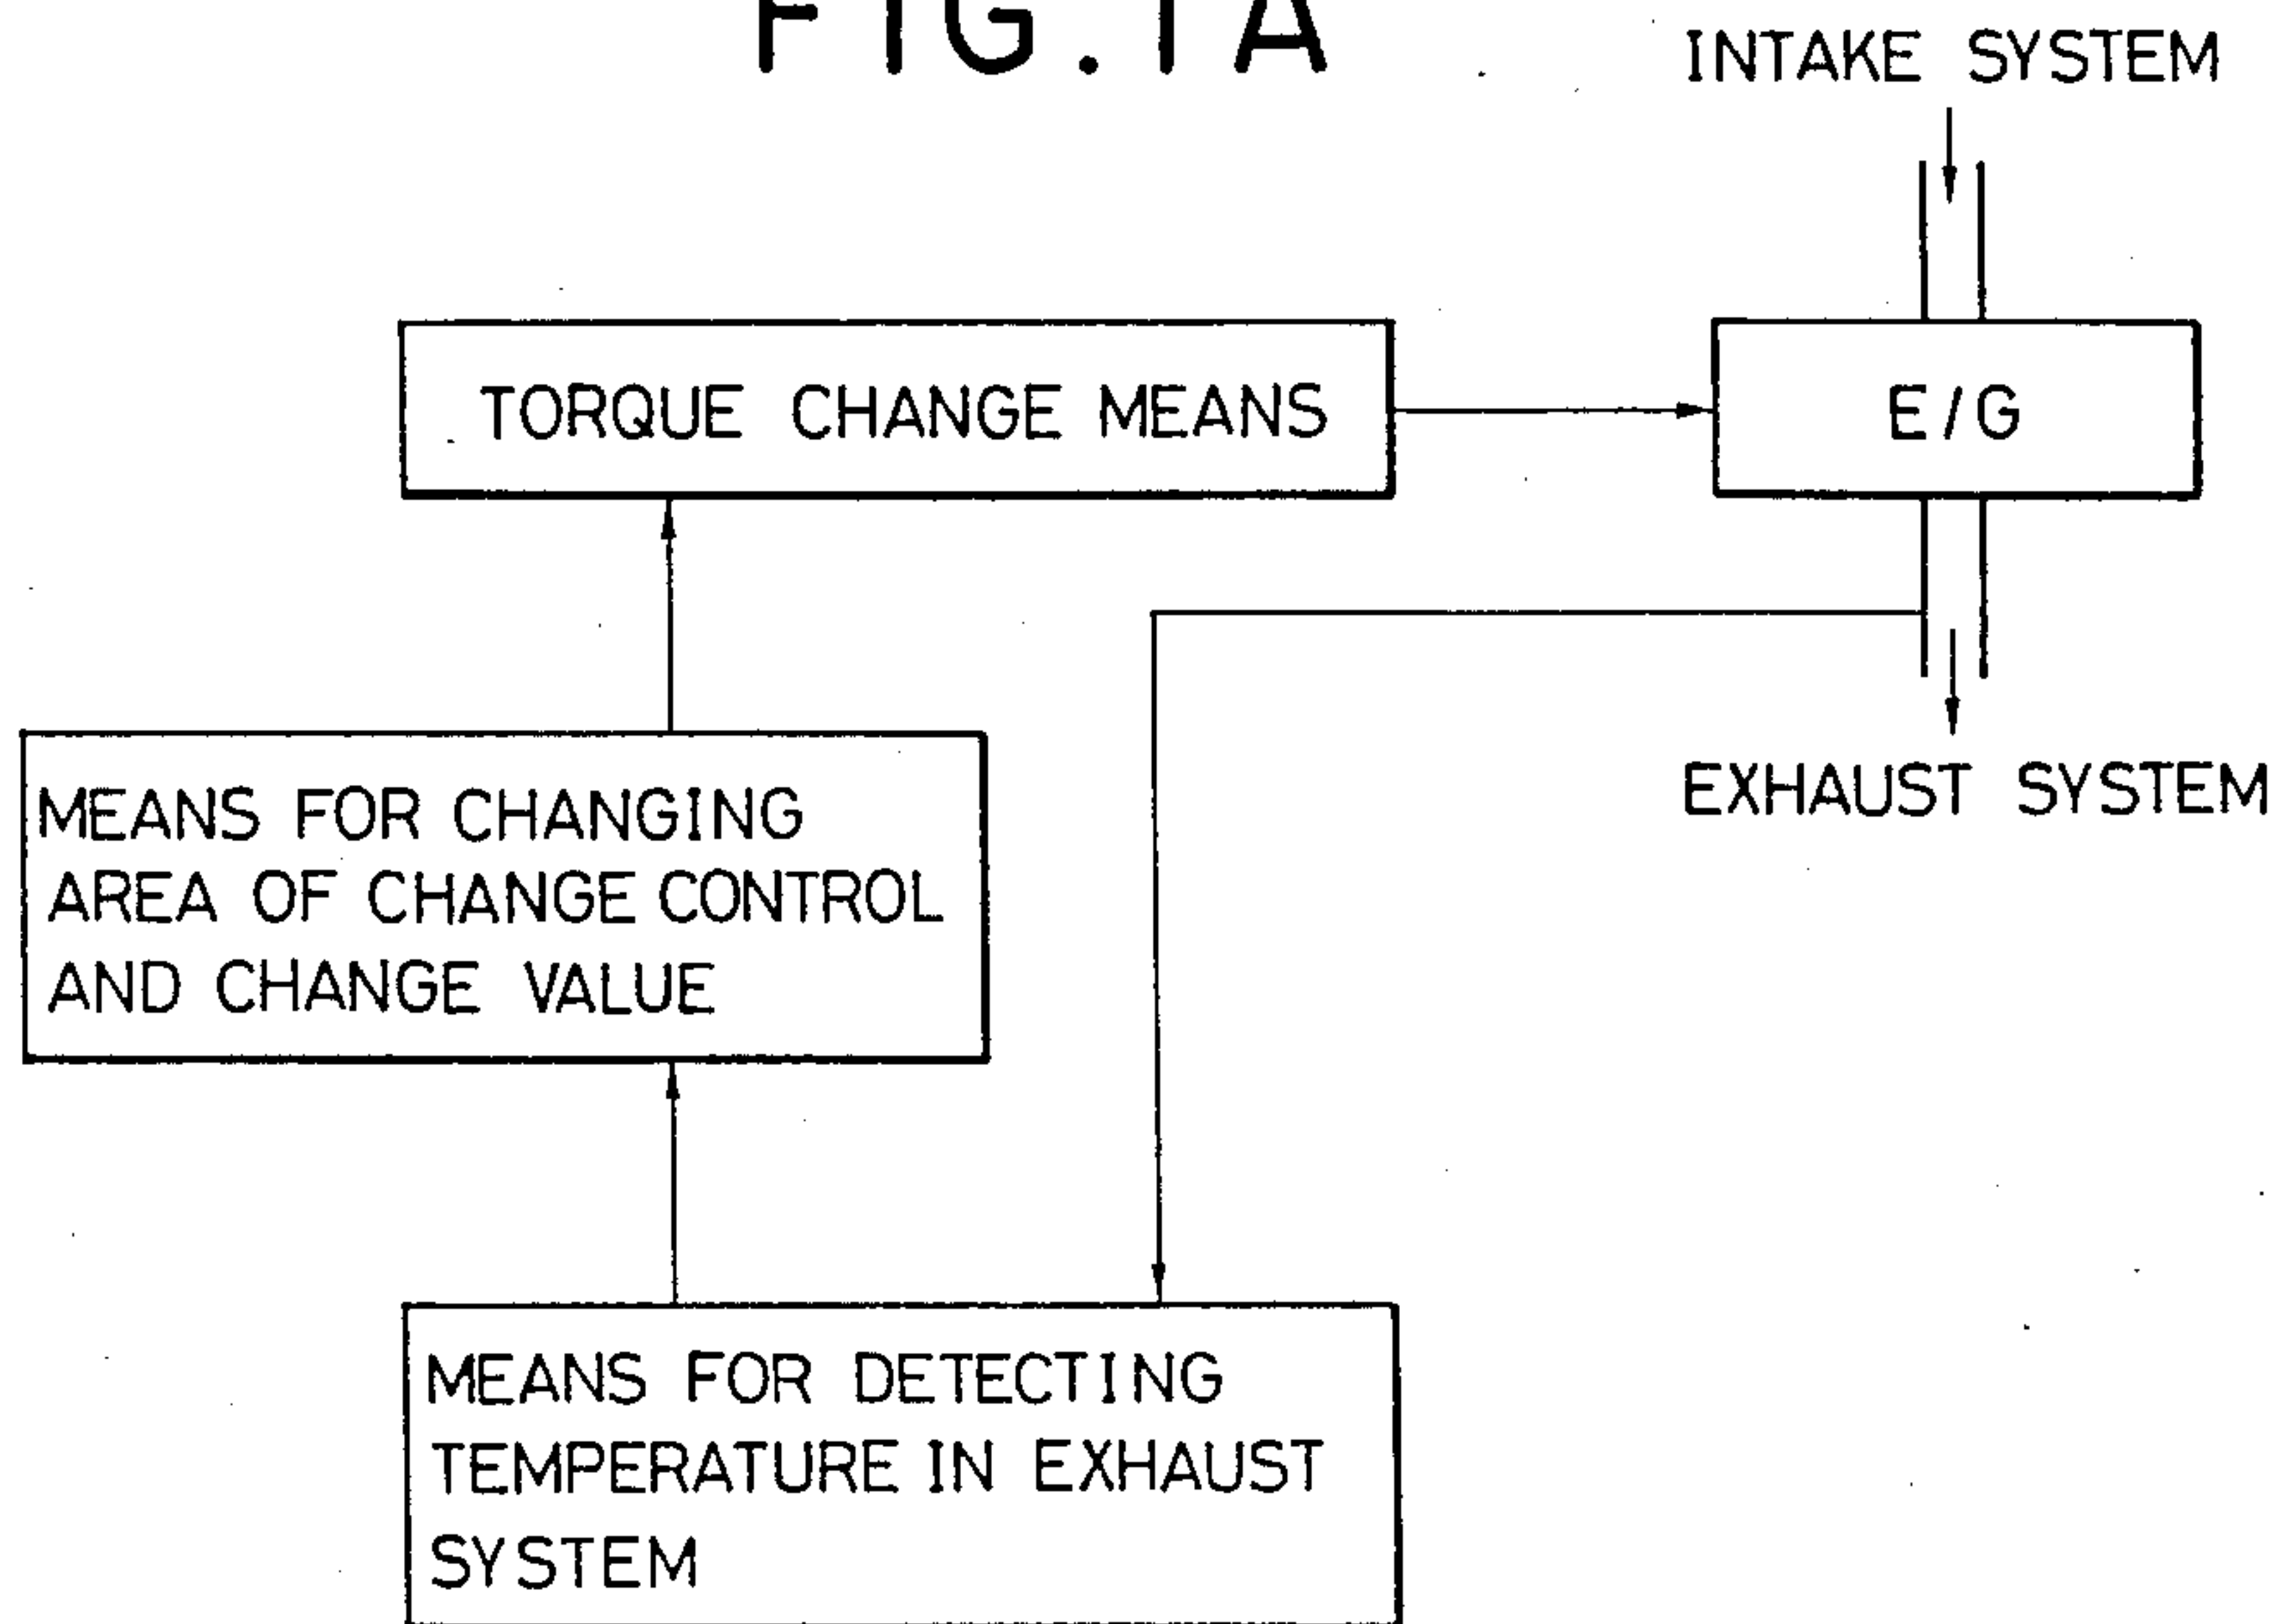 FIG.1A
INTAKE SYSTEM
TORQUE CHANGE MEANS
E/G
EXHAUST SYSTEM
MEANS FOR CHANGING
AREA OF CHANGE CONTROL
AND CHANGE VALUE
MEANS FOR DETECTING
TEMPERATURE IN EXHAUST
SYSTEM